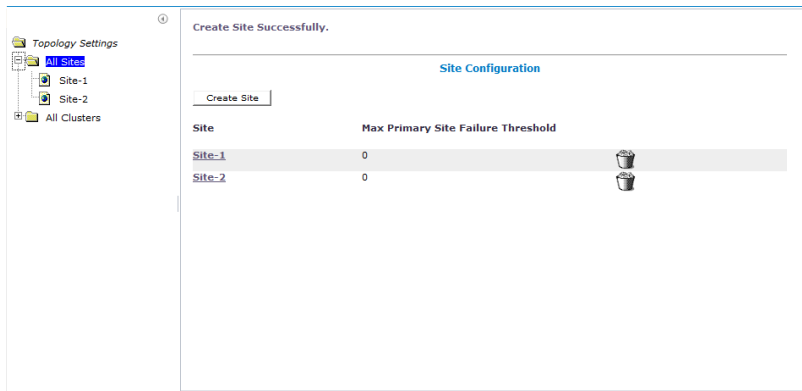 Topology Settings
All Sites
Site-1
Site-2
All Clusters
Create Site Successfully.
Site Configuration
Create Site
Site Max Primary Site Failure Threshold
Site-1 0
Site-2 0